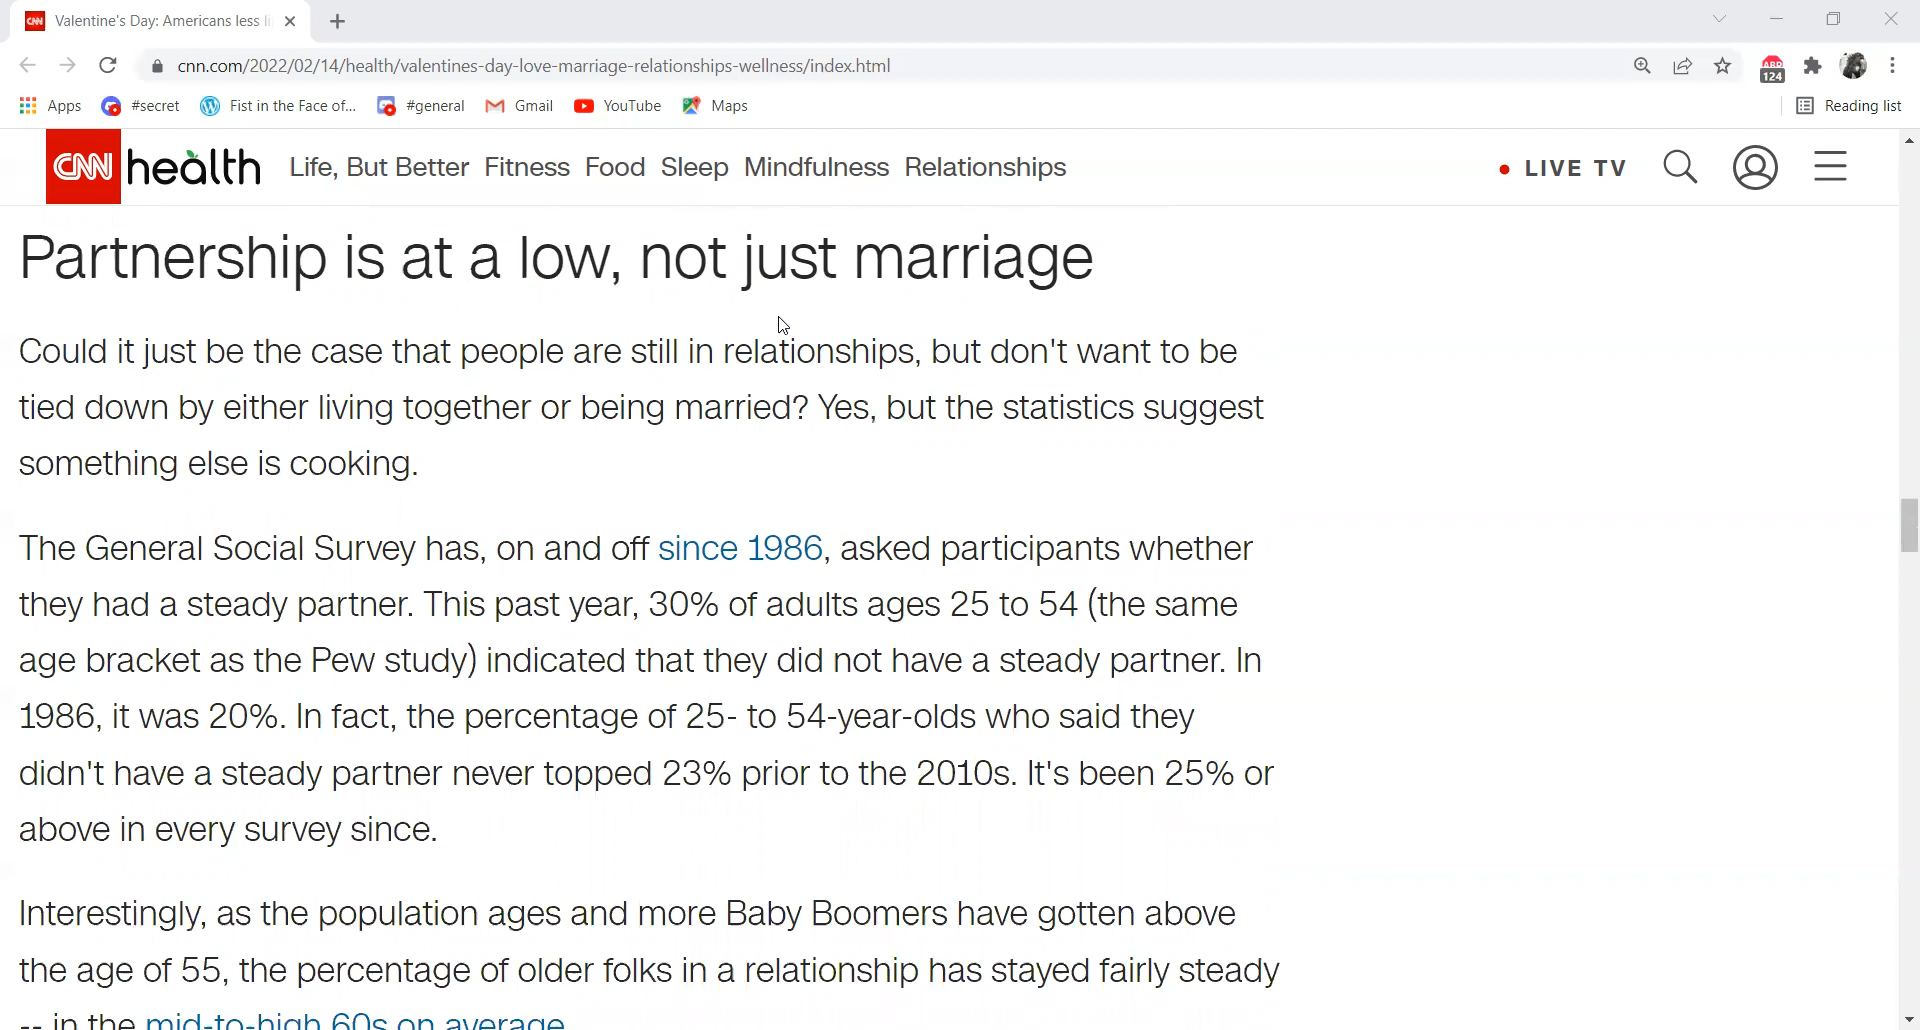 CNN Valentine's Day: Americans less li
cnn.com/2022/02/14/health/valentines-day-love-marriage-relationships-wellness/index.html
ABP
124
Apps #secret Fist in the Face of... #general Gmail YouTube Maps Reading list
CNN health Life, But Better Fitness Food Sleep Mindfulness Relationships LIVE TV
Partnership is at a low, not just marriage
Could it just be the case that people are still in relationships, but don't want to be
tied down by either living together or being married? Yes, but the statistics suggest
something else is cooking.
The General Social Survey has, on and off since 1986, asked participants whether
they had a steady partner. This past year, 30% of adults ages 25 to 54 (the same
age bracket as the Pew study) indicated that they did not have a steady partner. In
1986, it was 20%. In fact, the percentage of 25- to 54-year-olds who said they
didn't have a steady partner never topped 23% prior to the 2010s. It's been 25% or
above in every survey since.
Interestingly, as the population ages and more Baby Boomers have gotten above
the age of 55, the percentage of older folks in a relationship has stayed fairly steady
-- in the mid-to-high 60s on average